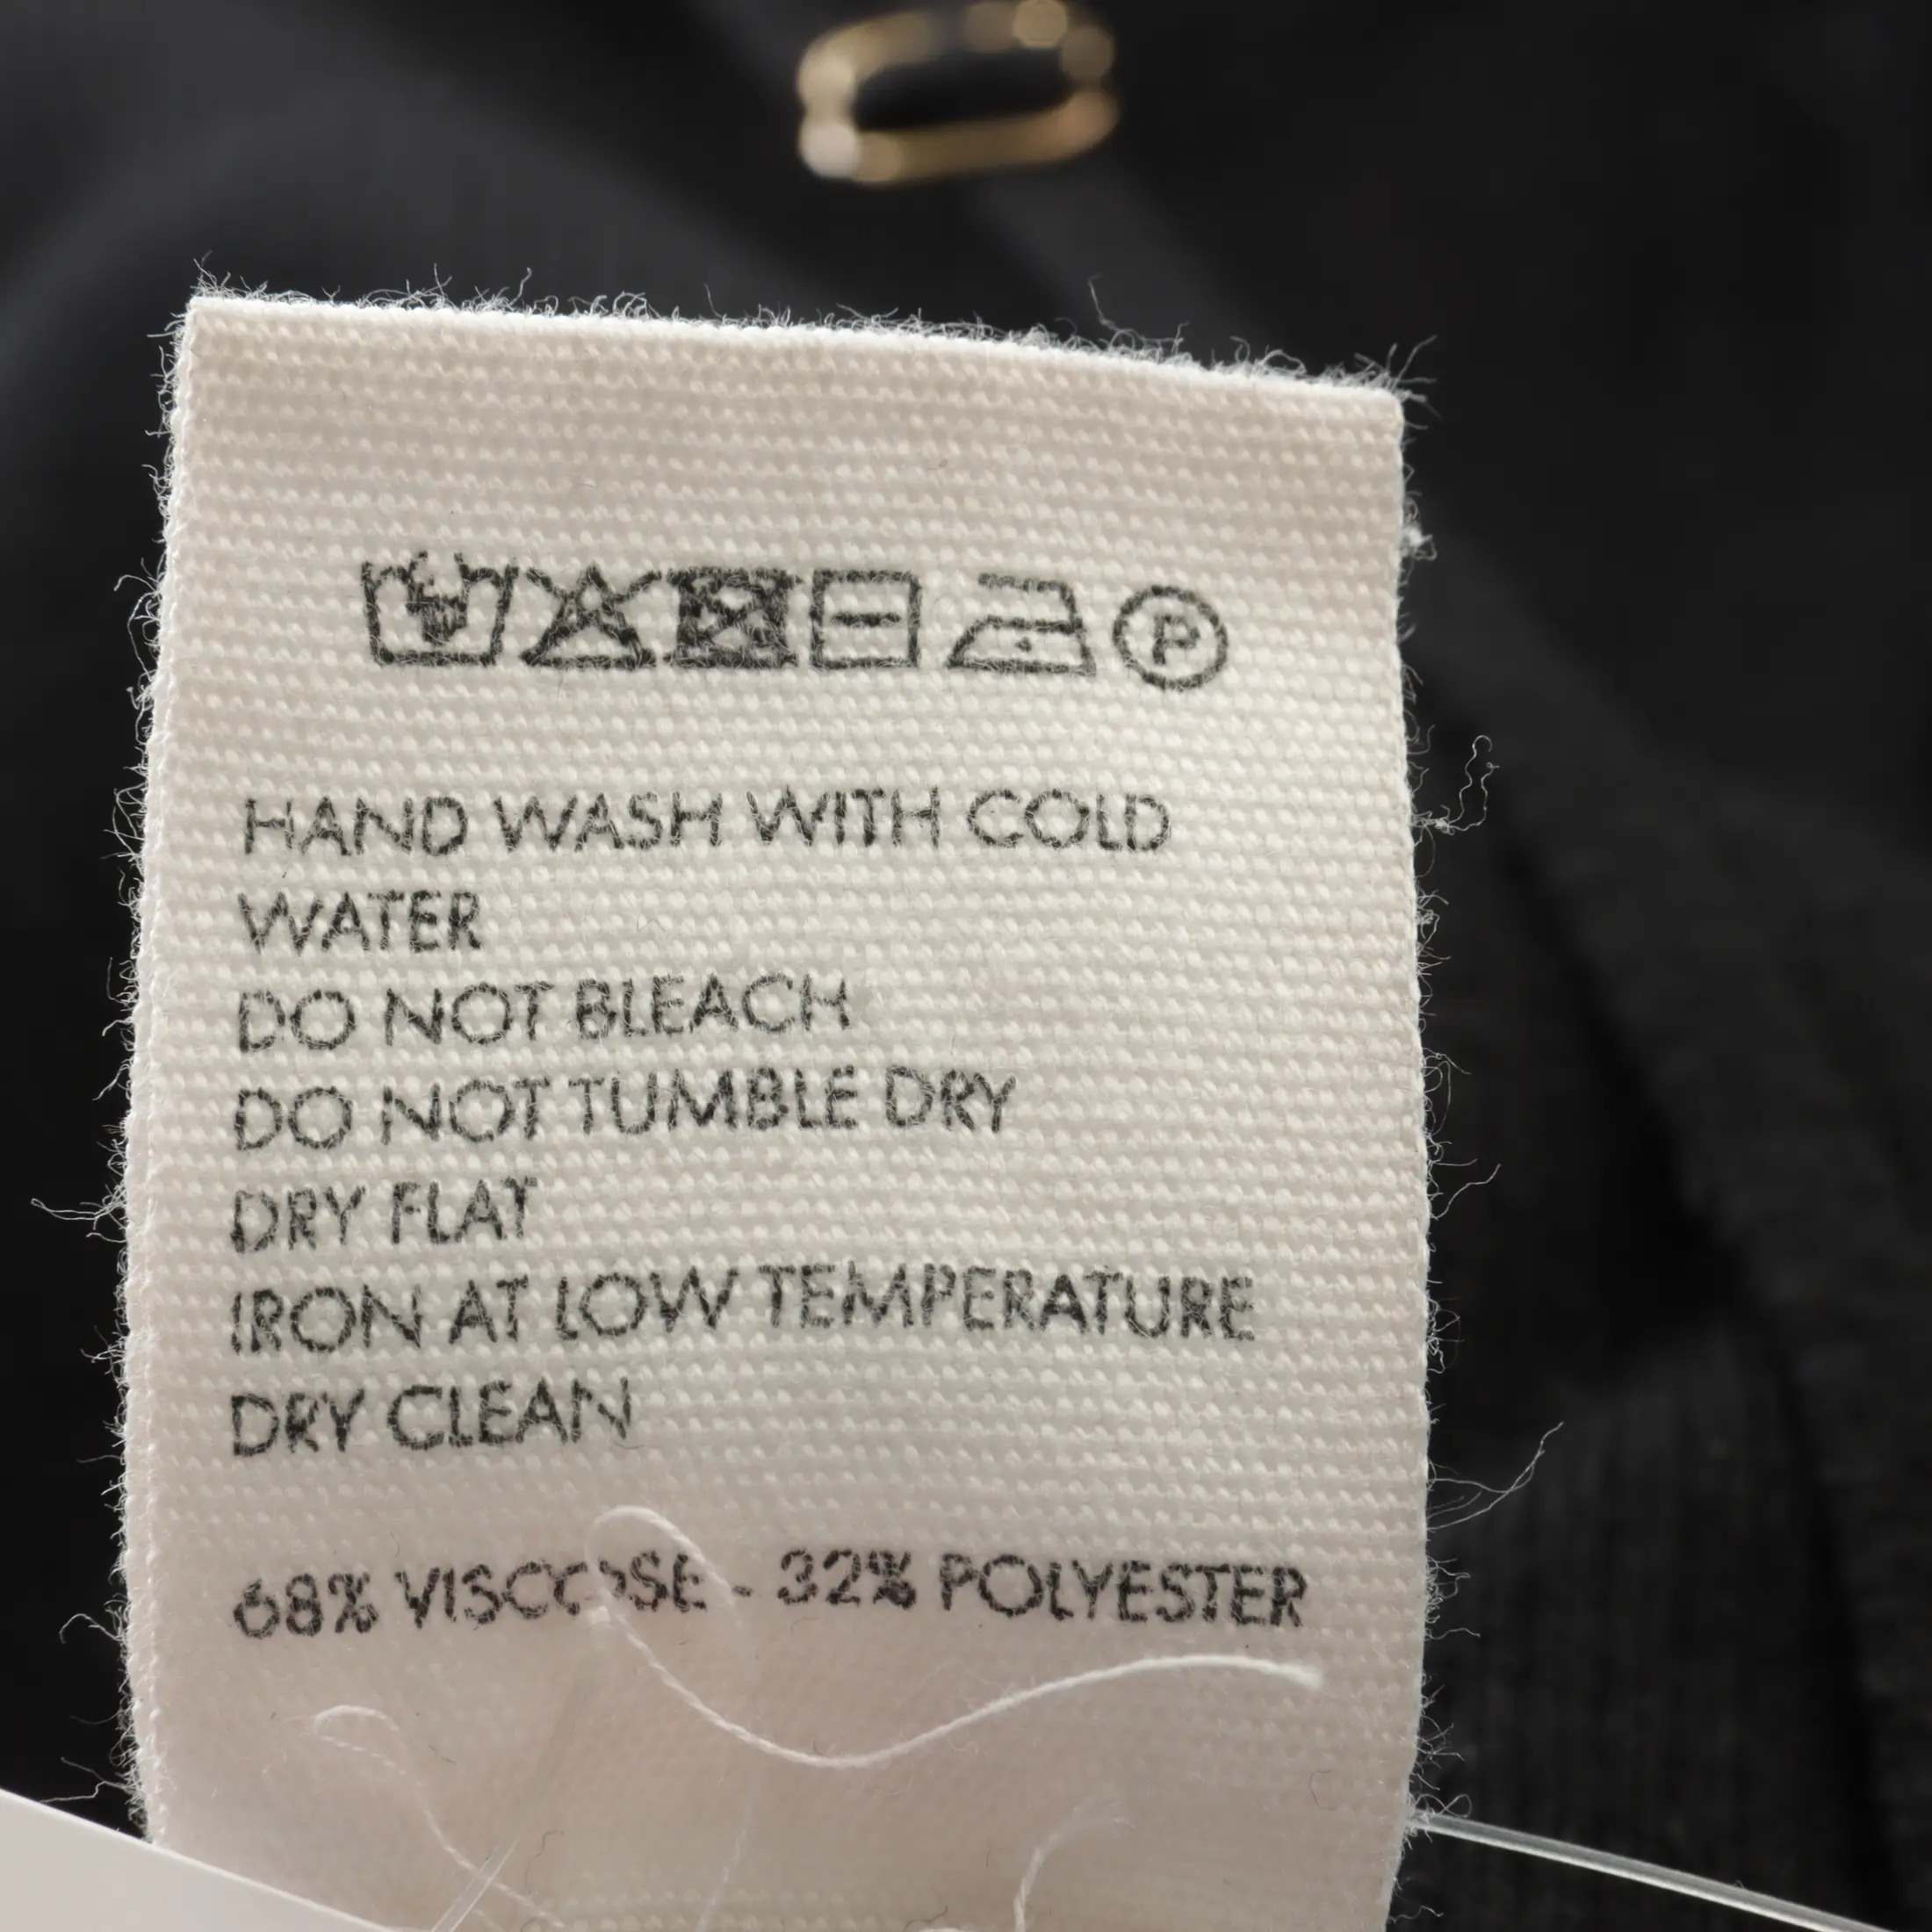 P
HAND WASH WITH COLD
WATER
DO NOT BLEACH
DO NOT TUMBLE DRY
DRY FLAT
IRON AT LOW TEMPERATURE
DRY CLEAN
68% VISCOSE - 32% POLYESTER